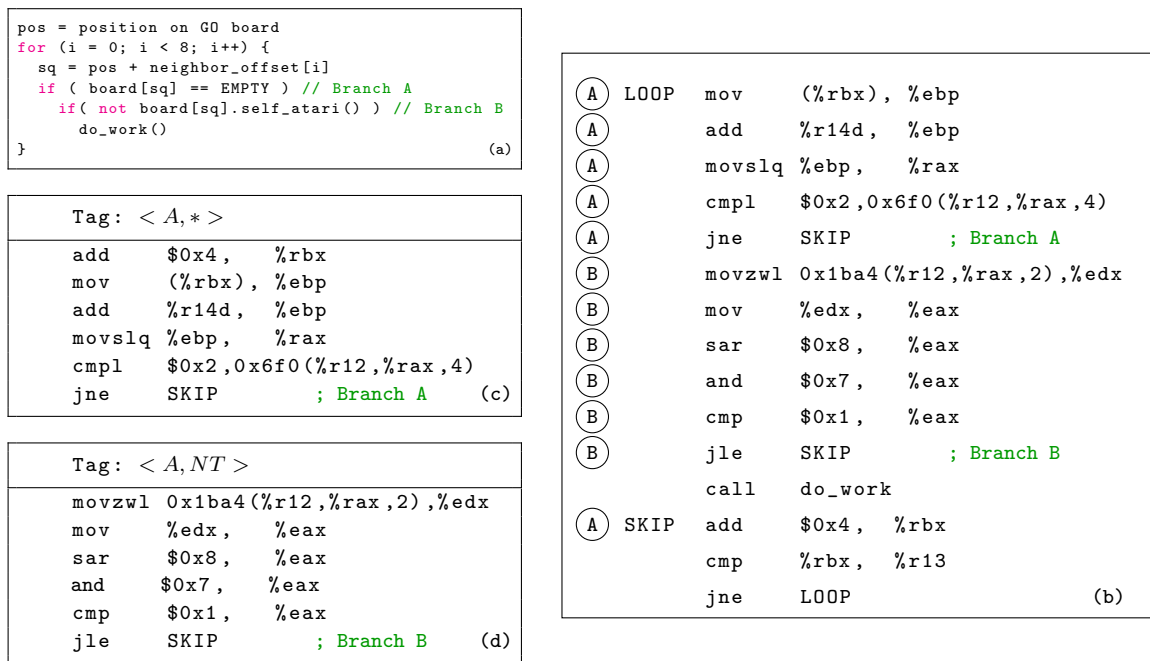 pos = position on GO board
for (i = 0; i < 8; i++) {
sq = pos + neighbor_offset[i]
if ( board[sq] == EMPTY ) // Branch A
if( not board[sq].self_atari() ) // Branch B
do_work()
} (a)
Tag: < A, * >
add $0x4, %rbx
mov (%rbx), %ebp
add %r14d, %ebp
movslq %ebp, %rax
cmpl $0x2,0x6f0(%r12,%rax,4)
jne SKIP ; Branch A (c)
Tag: < A, NT >
movzwl 0x1ba4(%r12,%rax,2),%edx
mov %edx, %eax
sar $0x8, %eax
and $0x7, %eax
cmp $0x1, %eax
jle SKIP ; Branch B (d)
A LOOP mov (%rbx), %ebp
A add %r14d, %ebp
A movslq %ebp, %rax
A cmpl $0x2,0x6f0(%r12,%rax,4)
A jne SKIP ; Branch A
B movzwl 0x1ba4(%r12,%rax,2),%edx
B mov %edx, %eax
B sar $0x8, %eax
B and $0x7, %eax
B cmp $0x1, %eax
B jle SKIP ; Branch B
call do_work
A SKIP add $0x4, %rbx
cmp %rbx, %r13
jne LOOP (b)